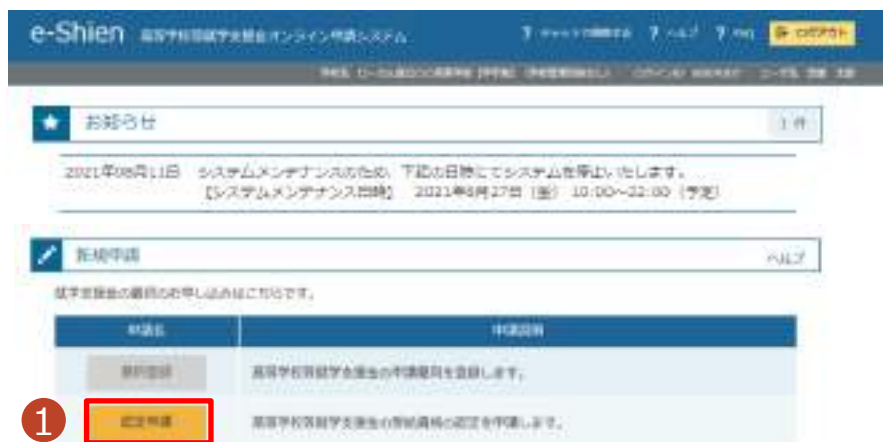 e-Shien 高等学校等就学支援金オンライン申請システム
ヘルプ
ログアウト
お知らせ 1 件
2021年08月11日 システムメンテナンスのため、下記の日時にてシステムを停止いたします。
【システムメンテナンス日時】 2021年8月27日（金） 10:00～22:00（予定）
新規申請 ヘルプ
就学支援金の最初のお申し込みはこちらです。
申請名 申請説明
意向登録 高等学校等就学支援金の申請意向を登録します。
1 認定申請 高等学校等就学支援金の受給資格の認定を申請します。